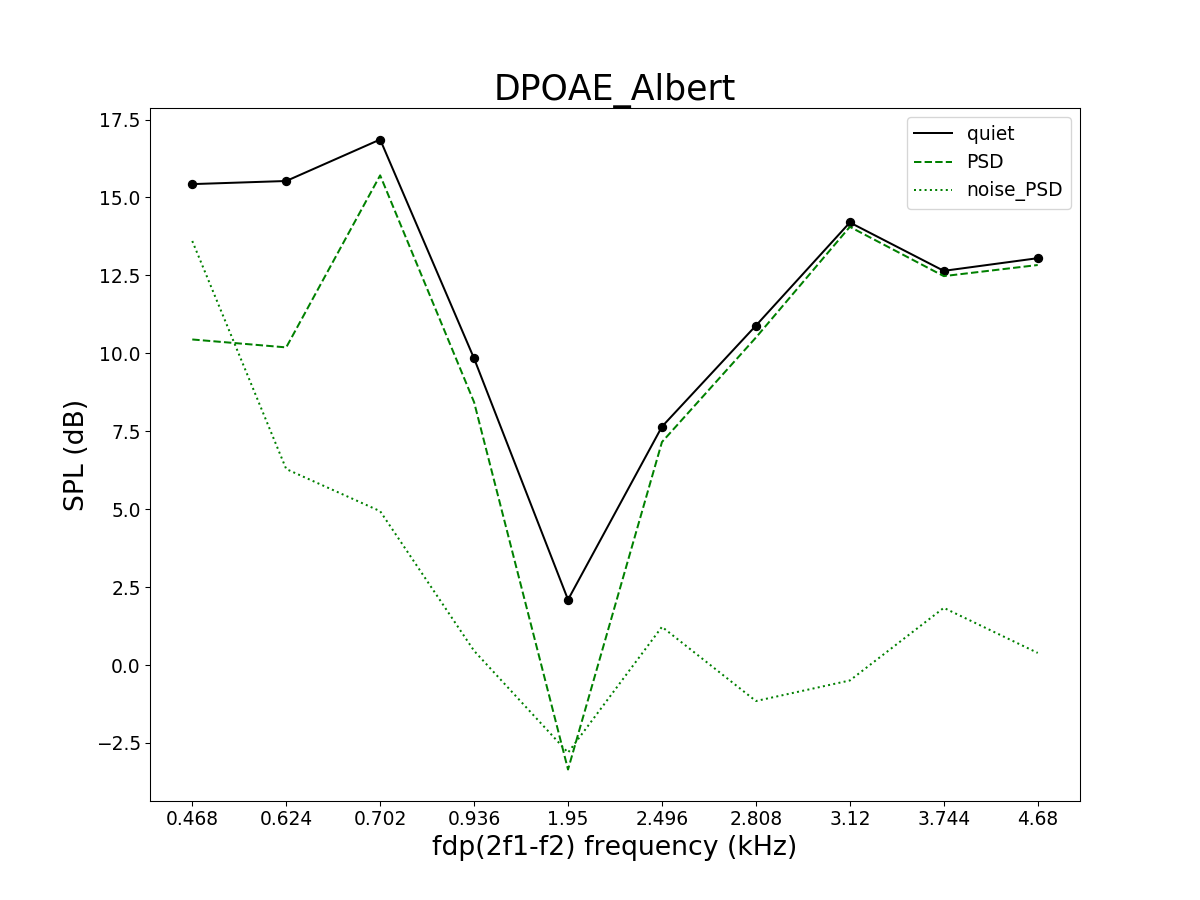 DPOAE_Albert
quiet
PSD
noise_PSD
SPL (dB)
17.5
15.0
12.5
10.0
7.5
5.0
2.5
0.0
−2.5
0.468 0.624 0.702 0.936 1.95 2.496 2.808 3.12 3.744 4.68
fdp(2f1-f2) frequency (kHz)